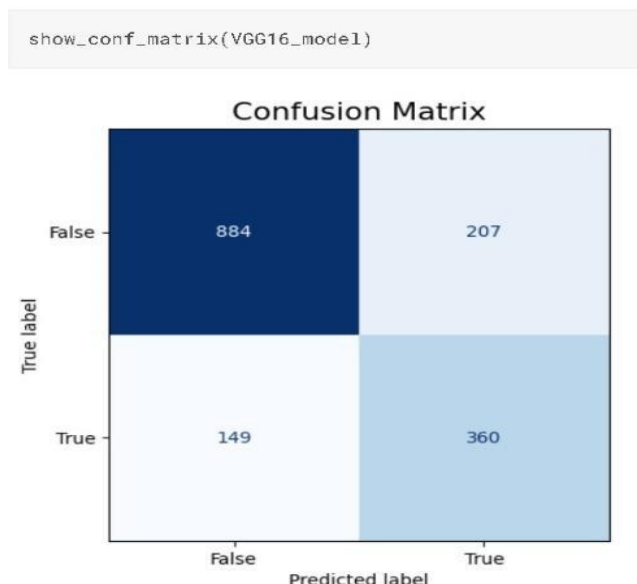 show_conf_matrix(VGG16_model)
Confusion Matrix
False
884
207
True label
True
149
360
False
True
Predicted label